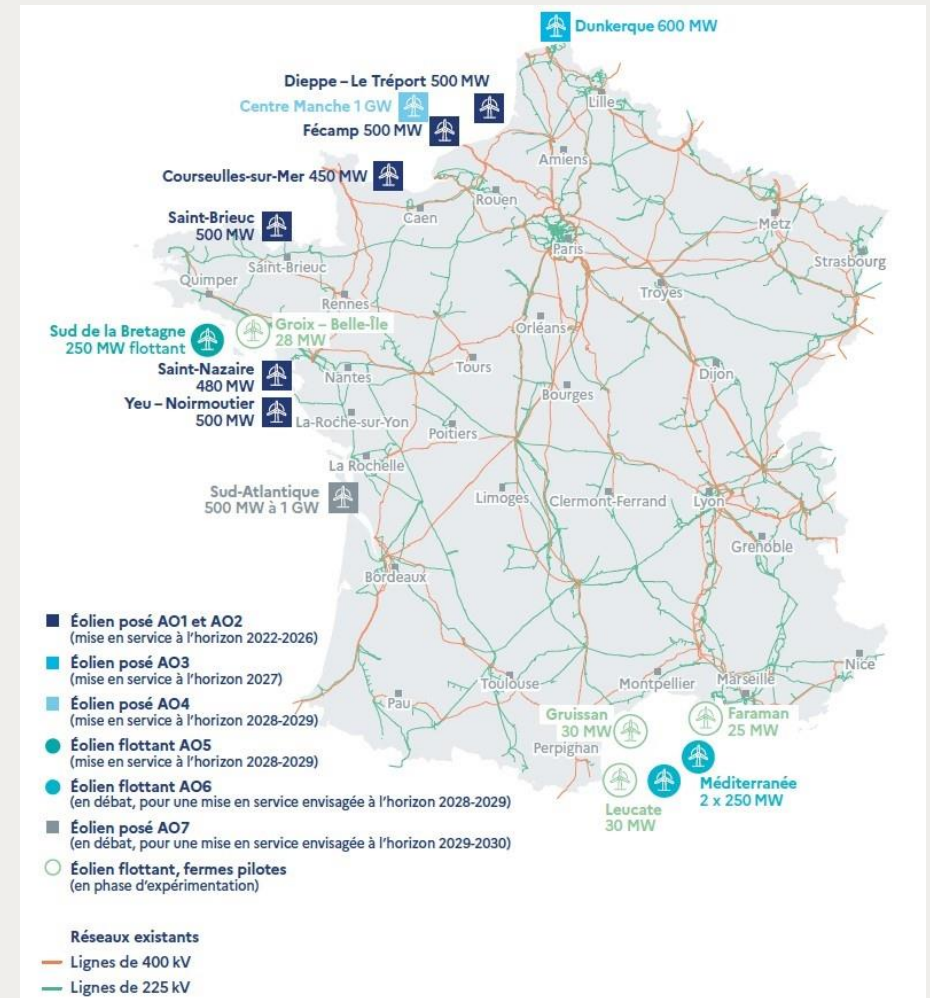 Dunkerque 600 MW
Dieppe – Le Tréport 500 MW
Centre Manche 1 GW
Fécamp 500 MW
Lille
Amiens
Courseulles-sur-Mer 450 MW
Rouen
Caen
Metz
Saint-Brieuc
500 MW
Paris
Strasbourg
Saint-Brieuc
Quimper
Troyes
Rennes
Orléans
Sud de la Bretagne
250 MW flottant
Groix – Belle-Île
28 MW
Saint-Nazaire
480 MW
Nantes
Tours
Dijon
Bourges
Yeu – Noirmoutier
500 MW
La-Roche-sur-Yon
Poitiers
La Rochelle
Sud-Atlantique
500 MW à 1 GW
Limoges
Clermont-Ferrand
Lyon
Grenoble
Bordeaux
Éolien posé AO1 et AO2
(mise en service à l’horizon 2022-2026)
Éolien posé AO3
(mise en service à l’horizon 2027)
Éolien posé AO4
(mise en service à l’horizon 2028-2029)
Éolien flottant AO5
(mise en service à l’horizon 2028-2029)
Éolien flottant AO6
(en débat, pour une mise en service envisagée à l’horizon 2028-2029)
Éolien posé AO7
(en débat, pour une mise en service envisagée à l’horizon 2029-2030)
Éolien flottant, fermes pilotes
(en phase d’expérimentation)
Nice
Montpellier
Marseille
Toulouse
Pau
Gruissan
30 MW
Faraman
25 MW
Perpignan
Méditerranée
2 x 250 MW
Leucate
30 MW
Réseaux existants
Lignes de 400 kV
Lignes de 225 kV